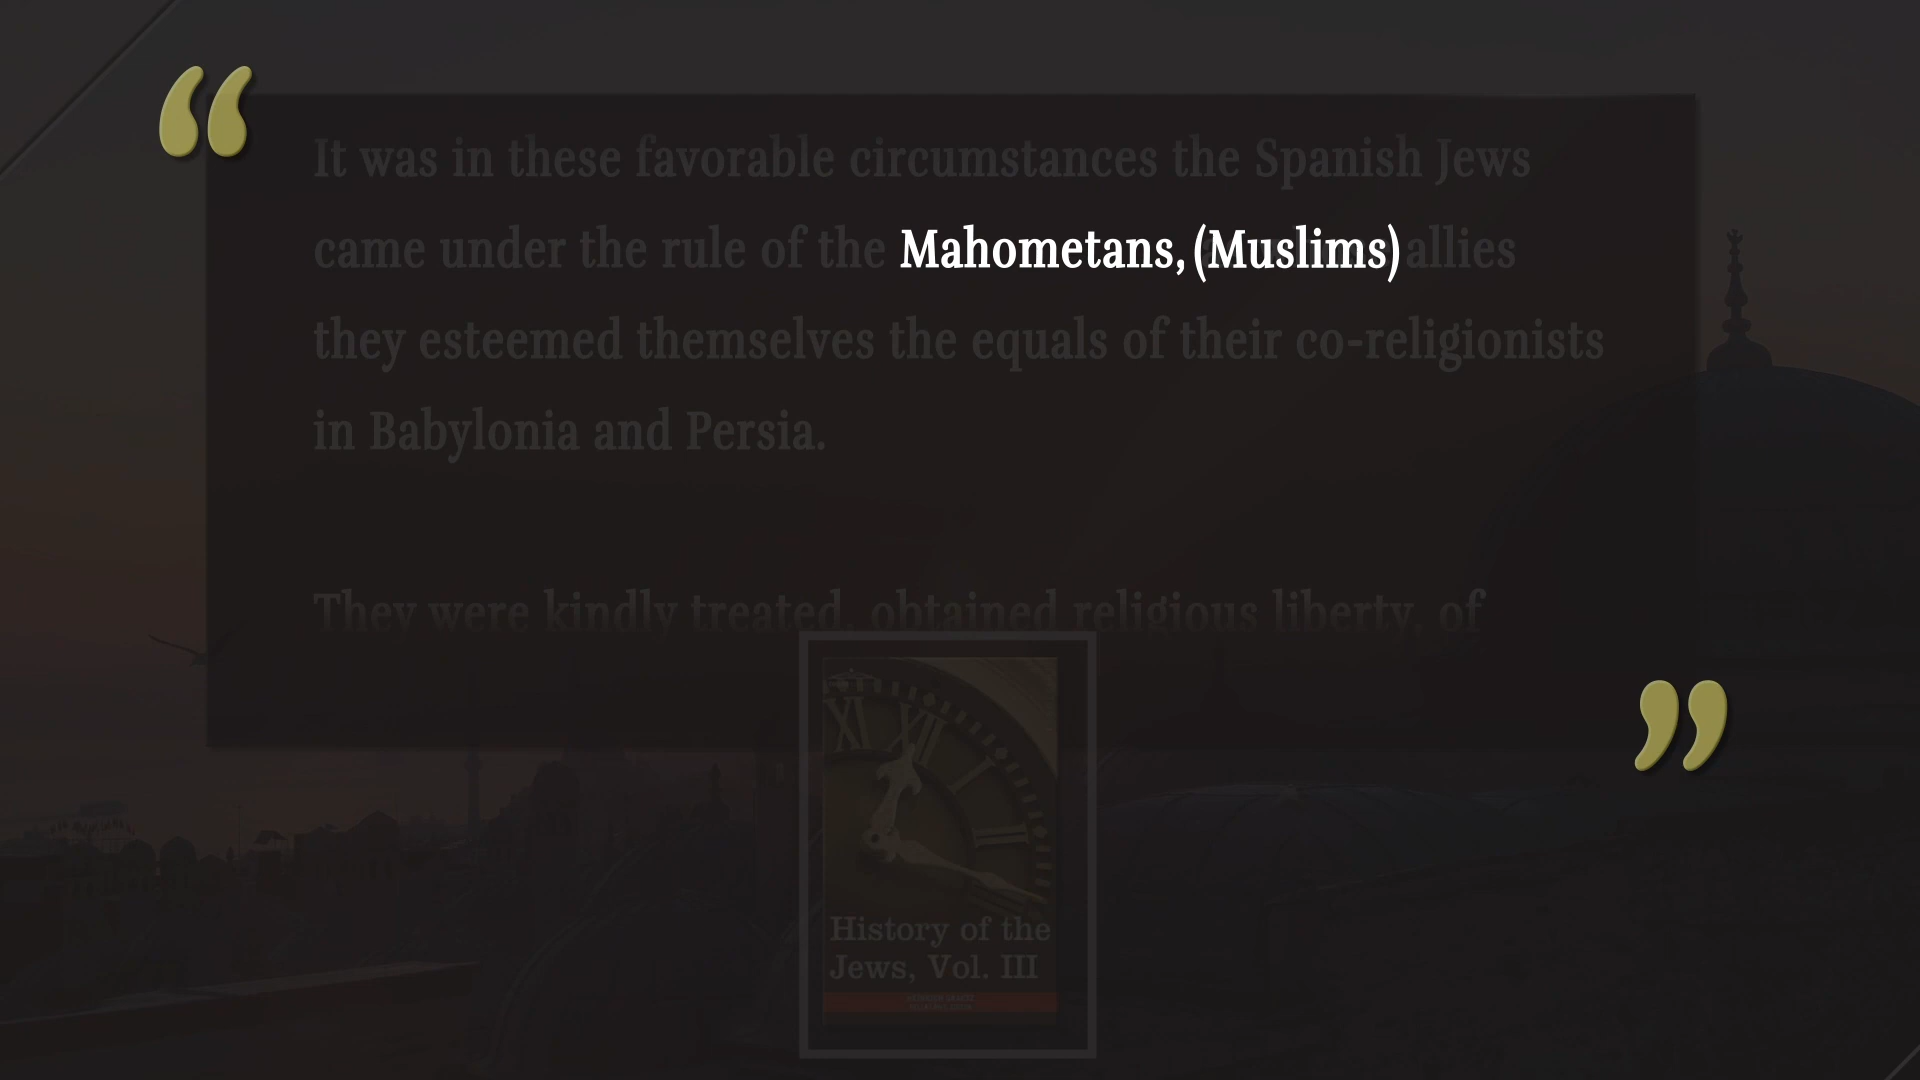 It was in these favorable circumstances the Spanish Jews
came under the rule of the Mahometans, (Muslims) allies
they esteemed themselves the equals of their co-religionists
in Babylonia and Persia.
They were kindly treated, obtained religious liberty, of
History of the
Jews, Vol. III